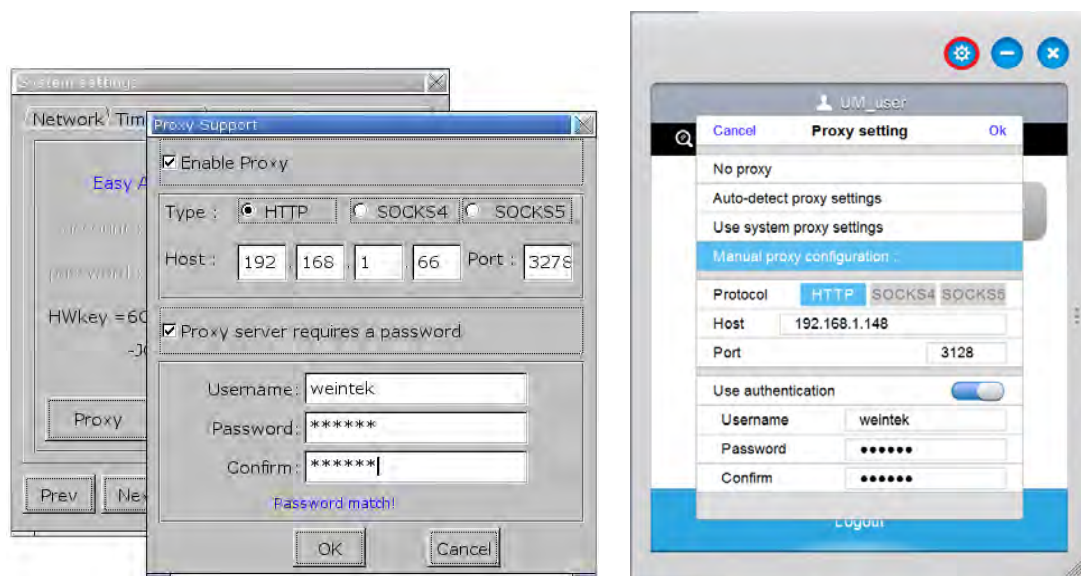 System settings
Network Tim
Easy A
HWkey =6C
Proxy
Prev Ne
Proxy Support
Enable Proxy
Type : HTTP SOCKS4 SOCKS5
Host : 192 . 168 . 1 . 66 Port : 3278
Proxy server requires a password
Username: weintek
Password: ******
Confirm: ******
Password match!
OK Cancel
UM_user
Cancel Proxy setting Ok
No proxy
Auto-detect proxy settings
Use system proxy settings
Manual proxy configuration :
Protocol HTTP SOCKS4 SOCKS5
Host 192.168.1.148
Port 3128
Use authentication
Username weintek
Password ●●●●●●
Confirm ●●●●●●
Logout